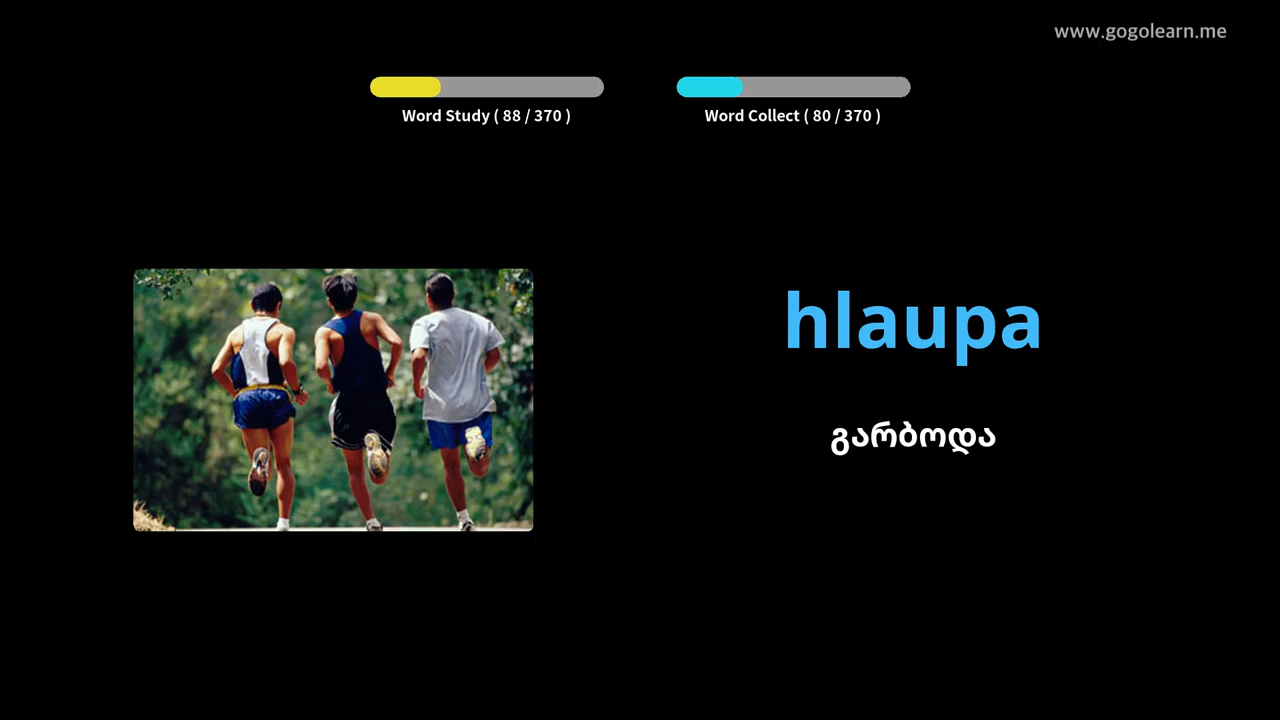 www.gogolearn.me
Word Study ( 88 / 370 )
Word Collect ( 80 / 370 )
hlaupa
გარბოდა